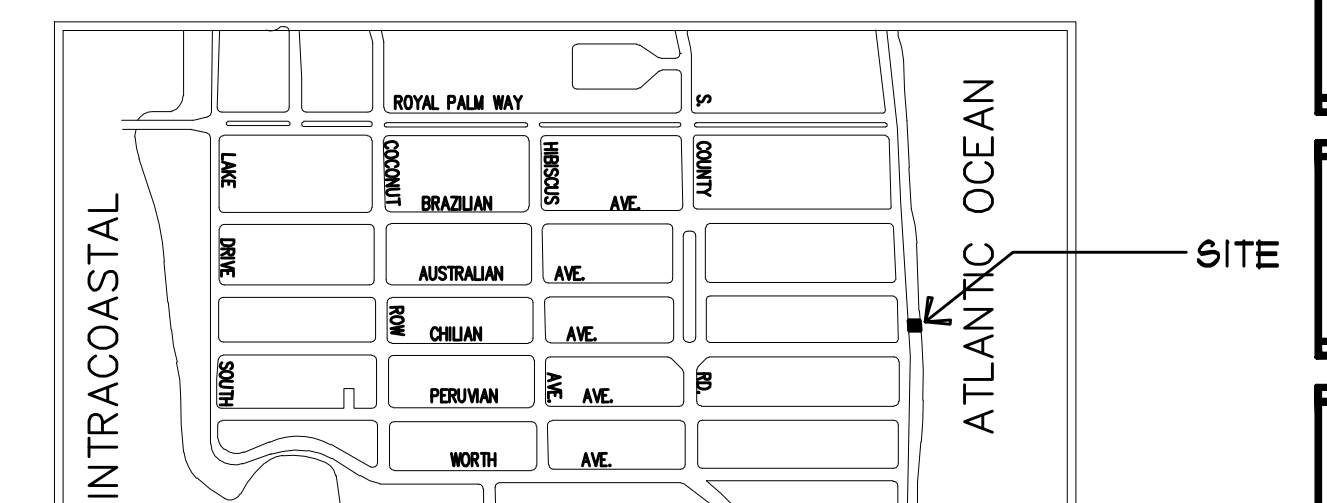 ROYAL PALM WAY
S.
COUNTY
RD.
LAKE
DRIVE
SOUTH
COCONUT
ROW
HIBISCUS
AVE.
BRAZILIAN AVE.
AUSTRALIAN AVE.
CHILIAN AVE.
PERUVIAN AVE.
WORTH AVE.
INTRACOASTAL
ATLANTIC OCEAN
SITE